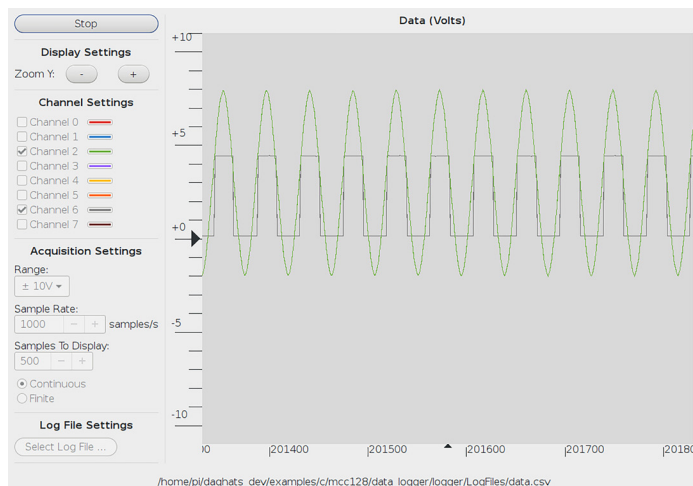 Stop
Display Settings
Zoom Y: - +
Channel Settings
Channel 0
Channel 1
Channel 2
Channel 3
Channel 4
Channel 5
Channel 6
Channel 7
Acquisition Settings
Range:
± 10V
Sample Rate:
1000 − + samples/s
Samples To Display:
500 − +
Continuous
Finite
Log File Settings
Select Log File ...
Data (Volts)
+10
+5
+0
-5
-10
00 201400 201500 201600 201700 20180
/home/pi/daqhats_dev/examples/c/mcc128/data_logger/logger/LogFiles/data.csv